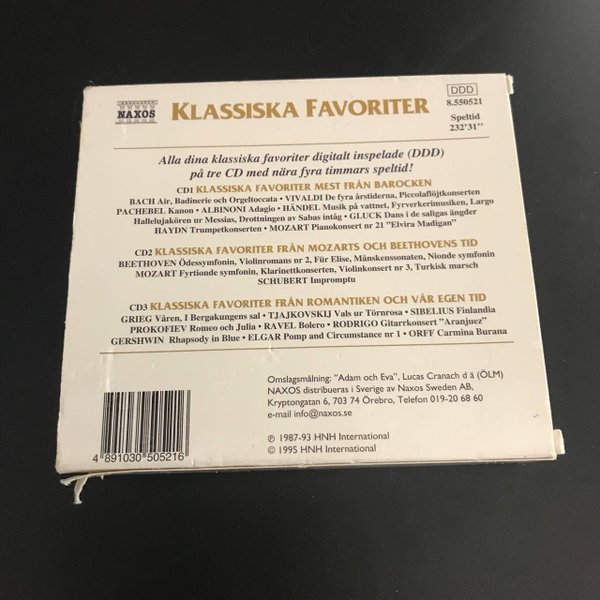 NAXOS
KLASSISKA FAVORITER
DDD
8.550521
Speltid
232'31"
Alla dina klassiska favoriter digitalt inspelade (DDD)
på tre CD med nära fyra timmars speltid!
CD1 KLASSISKA FAVORITER MEST FRÅN BAROCKEN
BACH Air, Badinerie och Orgeltoccata • VIVALDI De fyra årstiderna, Piccolaflöjtkonserten
PACHEBEL Kanon • ALBINONI Adagio • HÄNDEL Musik på vattnet, Fyrverkerimusiken, Largo
Hallelujakören ur Messias, Drottningen av Sabas intåg • GLUCK Dans i de saligas ängder
HAYDN Trumpetkonserten • MOZART Pianokonsert nr 21 "Elvira Madigan"
CD2 KLASSISKA FAVORITER FRÅN MOZARTS OCH BEETHOVENS TID
BEETHOVEN Ödessymfonin, Violinromans nr 2, Für Elise, Månskenssonaten, Nionde symfonin
MOZART Fyrtionde symfonin, Klarinettkonserten, Violinkonsert nr 3, Turkisk marsch
SCHUBERT Impromptu
CD3 KLASSISKA FAVORITER FRÅN ROMANTIKEN OCH VÅR EGEN TID
GRIEG Våren, I Bergakungens sal • TJAJKOVSKIJ Vals ur Törnrosa • SIBELIUS Finlandia
PROKOFIEV Romeo och Julia • RAVEL Bolero • RODRIGO Gitarrkonsert "Aranjuez"
GERSHWIN Rhapsody in Blue • ELGAR Pomp and Circumstance nr 1 • ORFF Carmina Burana
Omslagsmålning: "Adam och Eva", Lucas Cranach d ä (ÖLM)
NAXOS distribueras i Sverige av Naxos Sweden AB,
Kryptongatan 6, 703 74 Örebro, Telefon 019-20 68 60
e-mail info@naxos.se
℗ 1987-93 HNH International
© 1995 HNH International
4 891030 505216